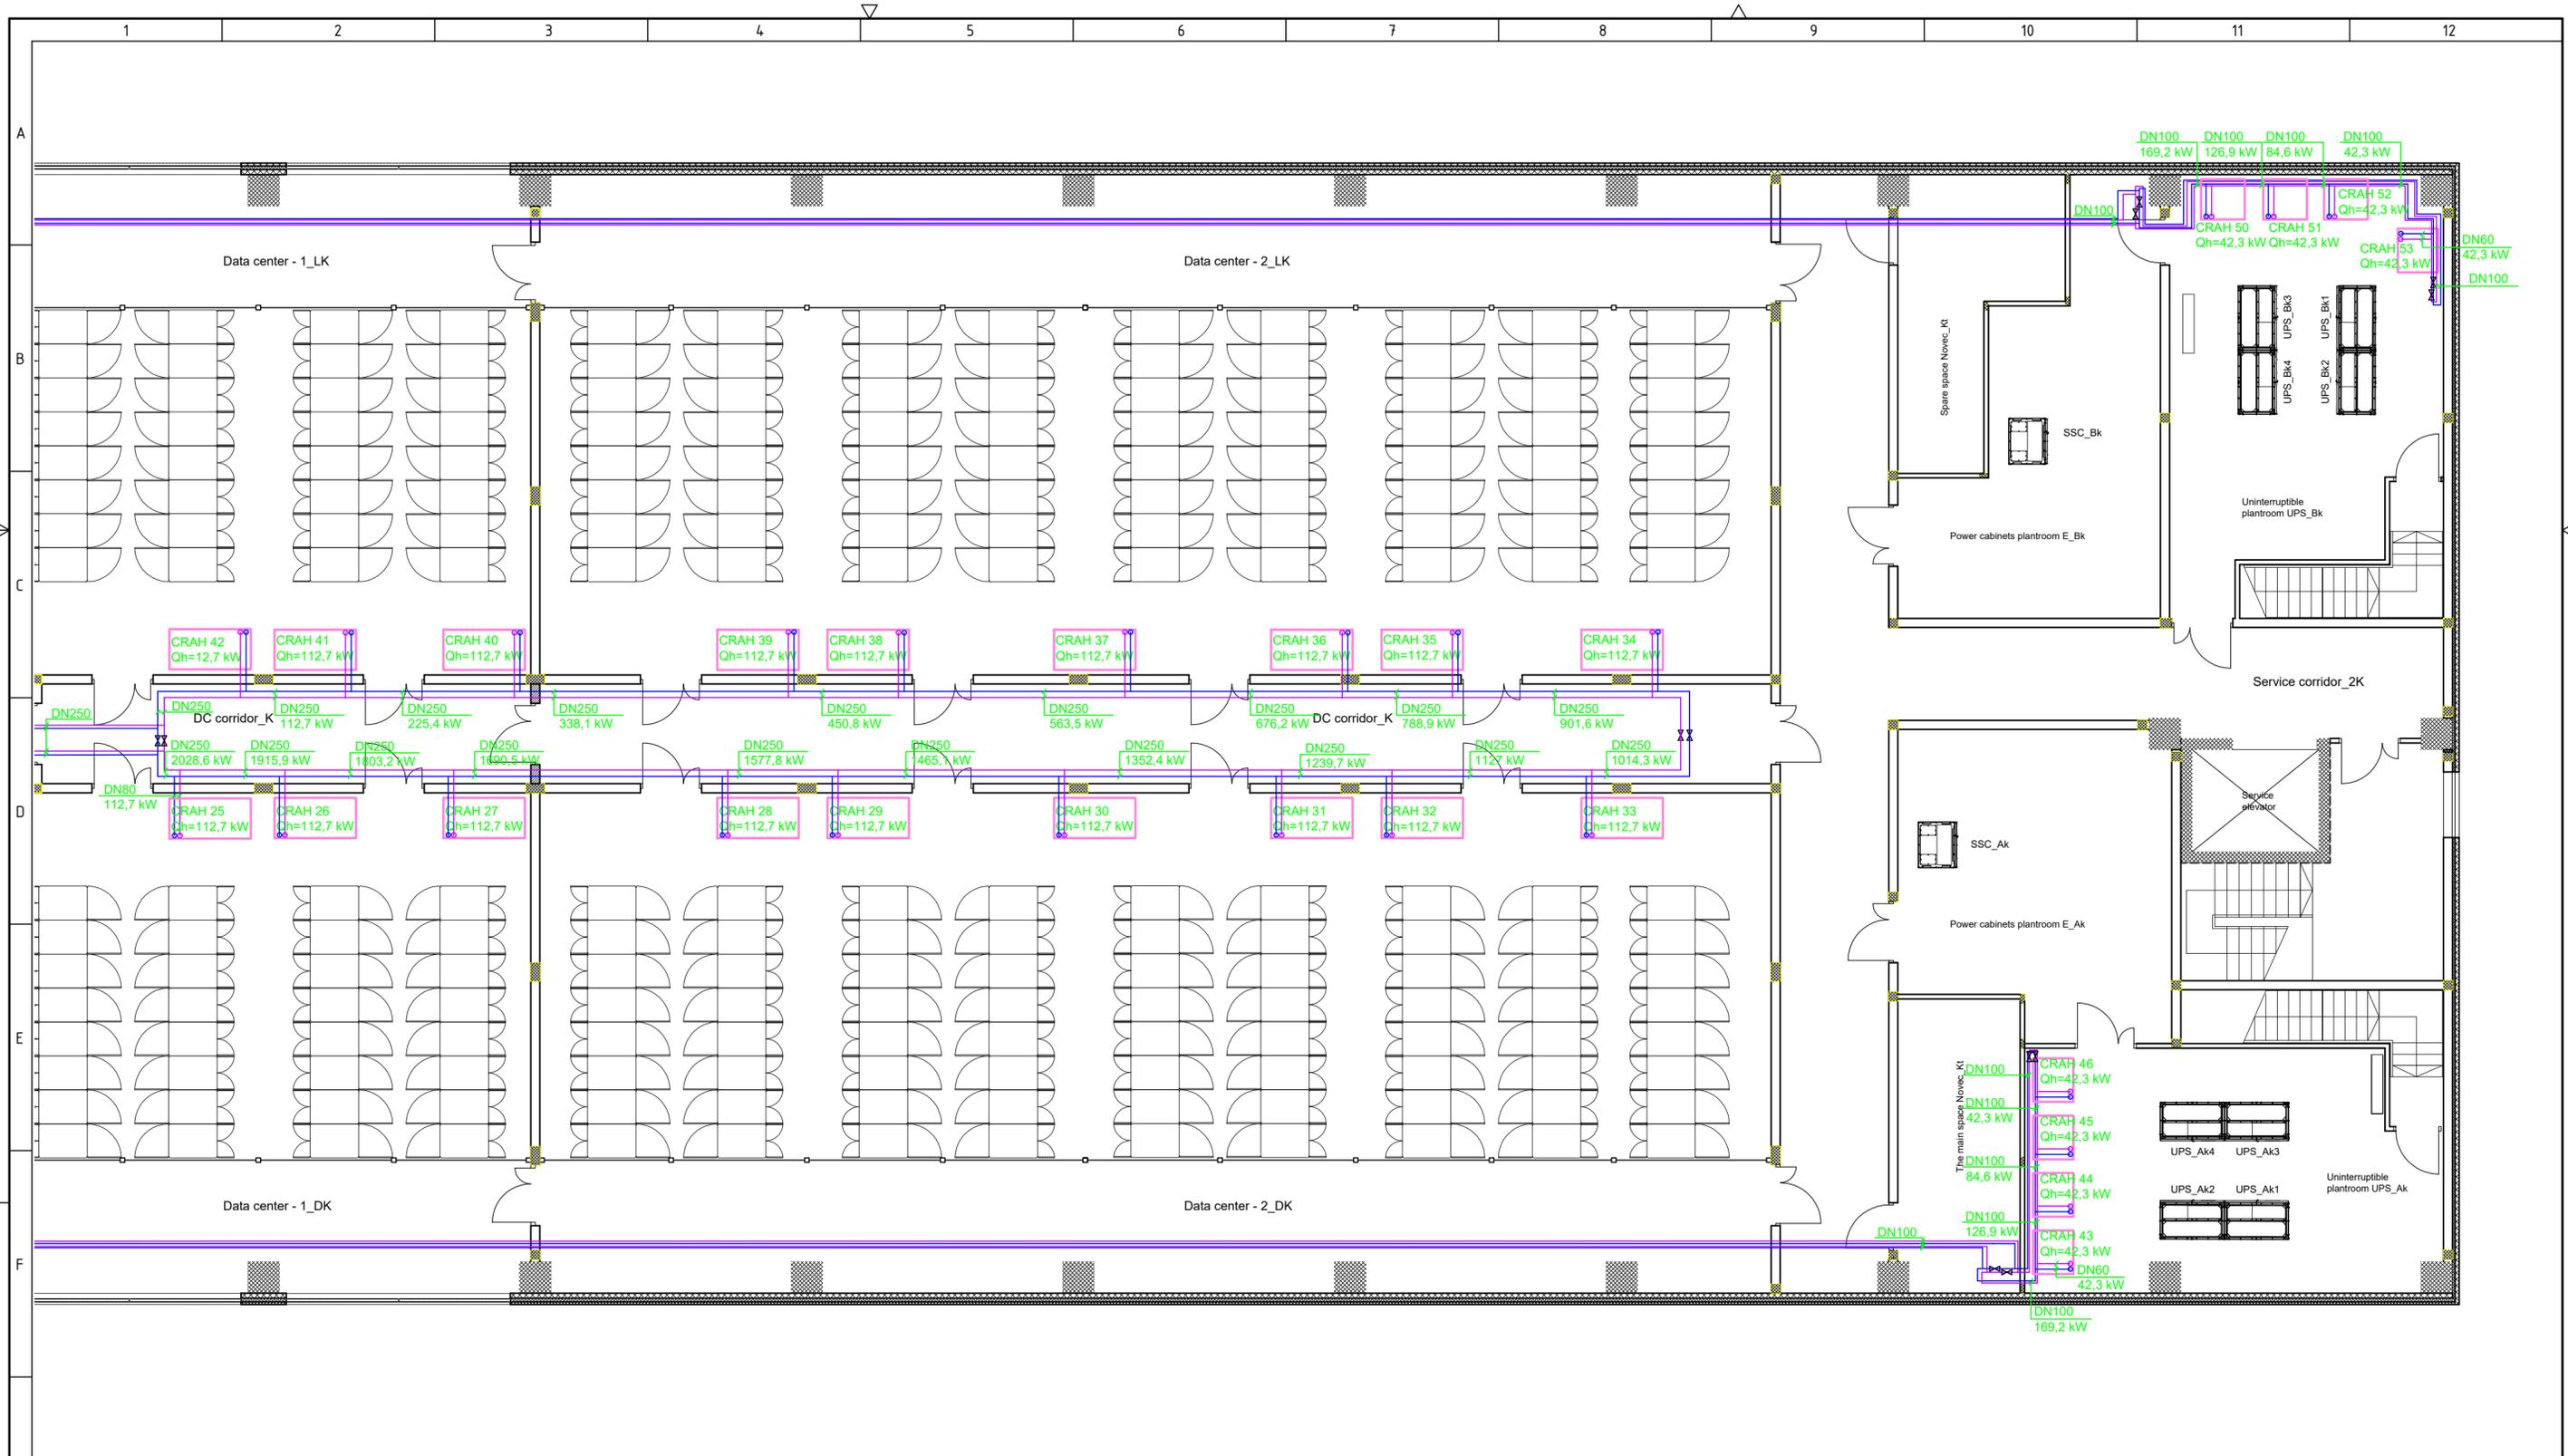 1 2 3 4 5 6 7 8 9 10 11 12
A
B
C
D
E
F
DN100 DN100 DN100 DN100
169,2 kW 126,9 kW 84,6 kW 42,3 kW
CRAH 52
Qh=42,3 kW
DN100
CRAH 50 CRAH 51
Qh=42,3 kW Qh=42,3 kW
CRAH 53
Qh=42,3 kW
DN60
42,3 kW
DN100
Data center - 1_LK
Data center - 2_LK
UPS_Bk3
UPS_Bk1
UPS_Bk4
UPS_Bk2
Spare space Novec_Kt
SSC_Bk
Uninterruptible
plantroom UPS_Bk
Power cabinets plantroom E_Bk
CRAH 42
Qh=12,7 kW
CRAH 41
Qh=112,7 kW
CRAH 40
Qh=112,7 kW
CRAH 39
Qh=112,7 kW
CRAH 38
Qh=112,7 kW
CRAH 37
Qh=112,7 kW
CRAH 36
Qh=112,7 kW
CRAH 35
Qh=112,7 kW
CRAH 34
Qh=112,7 kW
Service corridor_2K
DN250
DN250
DC corridor_K
DN250
112,7 kW
DN250
225,4 kW
DN250
338,1 kW
DN250
450,8 kW
DN250
563,5 kW
DN250
676,2 kW
DC corridor_K
DN250
788,9 kW
DN250
901,6 kW
DN250
2028,6 kW
DN250
1915,9 kW
DN250
1803,2 kW
DN250
1690,5 kW
DN250
1577,8 kW
DN250
DN250
1352,4 kW
DN250
1239,7 kW
DN250
1127 kW
DN250
1014,3 kW
DN80
112,7 kW
CRAH 25
Qh=112,7 kW
CRAH 26
Qh=112,7 kW
CRAH 27
Qh=112,7 kW
CRAH 28
Qh=112,7 kW
CRAH 29
Qh=112,7 kW
CRAH 30
Qh=112,7 kW
CRAH 31
Qh=112,7 kW
CRAH 32
Qh=112,7 kW
CRAH 33
Qh=112,7 kW
Service
elevator
SSC_Ak
Power cabinets plantroom E_Ak
The main space Novec_Kt
DN100
CRAH 46
Qh=42,3 kW
DN100
42,3 kW
CRAH 45
Qh=42,3 kW
DN100
84,6 kW
CRAH 44
Qh=42,3 kW
DN100
126,9 kW
CRAH 43
Qh=42,3 kW
DN60
42,3 kW
DN100
DN100
169,2 kW
UPS_Ak4 UPS_Ak3
UPS_Ak2 UPS_Ak1
Uninterruptible
plantroom UPS_Ak
Data center - 1_DK
Data center - 2_DK